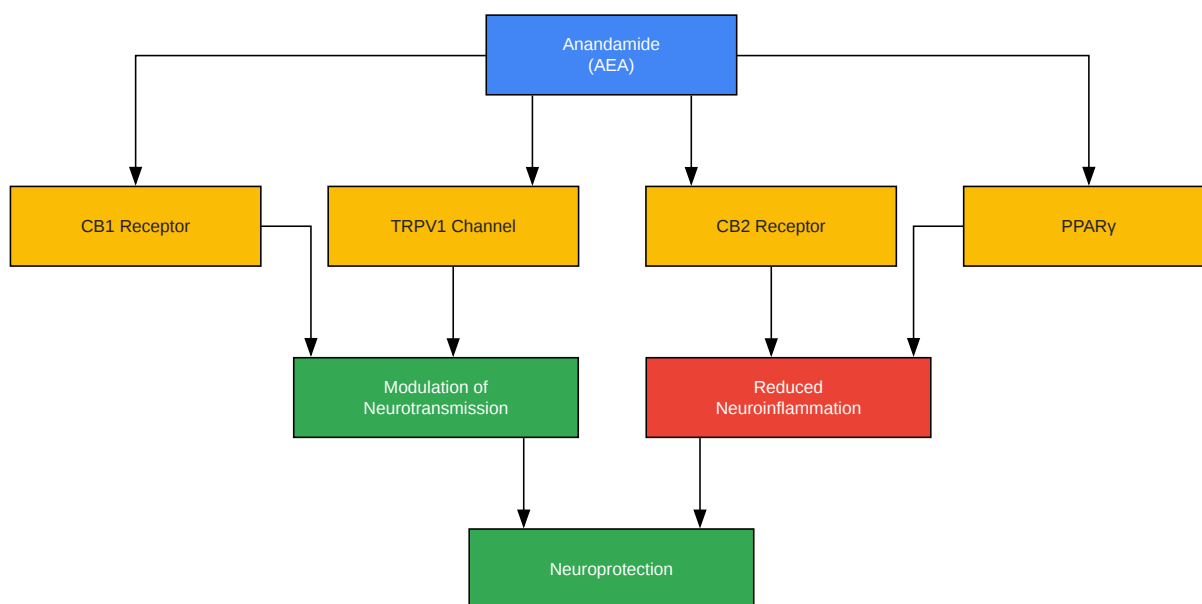 Anandamide
(AEA)
CB1 Receptor
TRPV1 Channel
CB2 Receptor
PPARγ
Modulation of
Neurotransmission
Reduced
Neuroinflammation
Neuroprotection